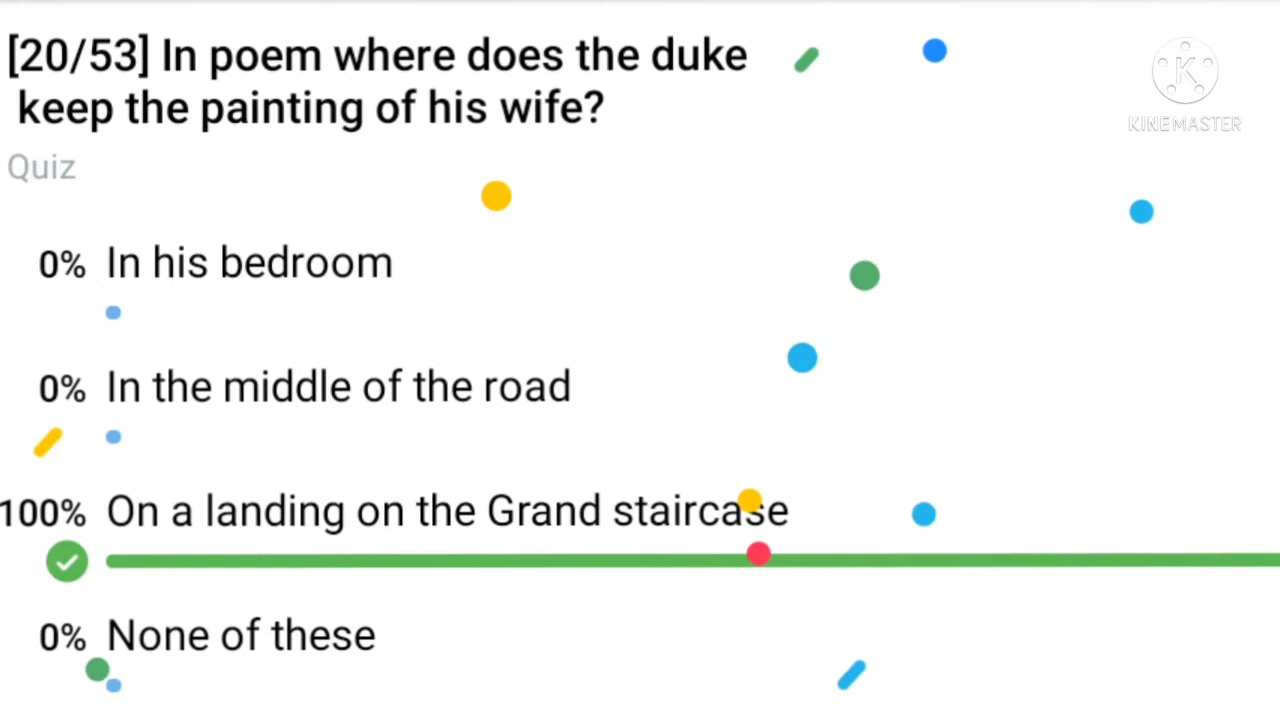 [20/53] In poem where does the duke
keep the painting of his wife?
Quiz
0% In his bedroom
0% In the middle of the road
100% On a landing on the Grand staircase
0% None of these
K
KINEMASTER